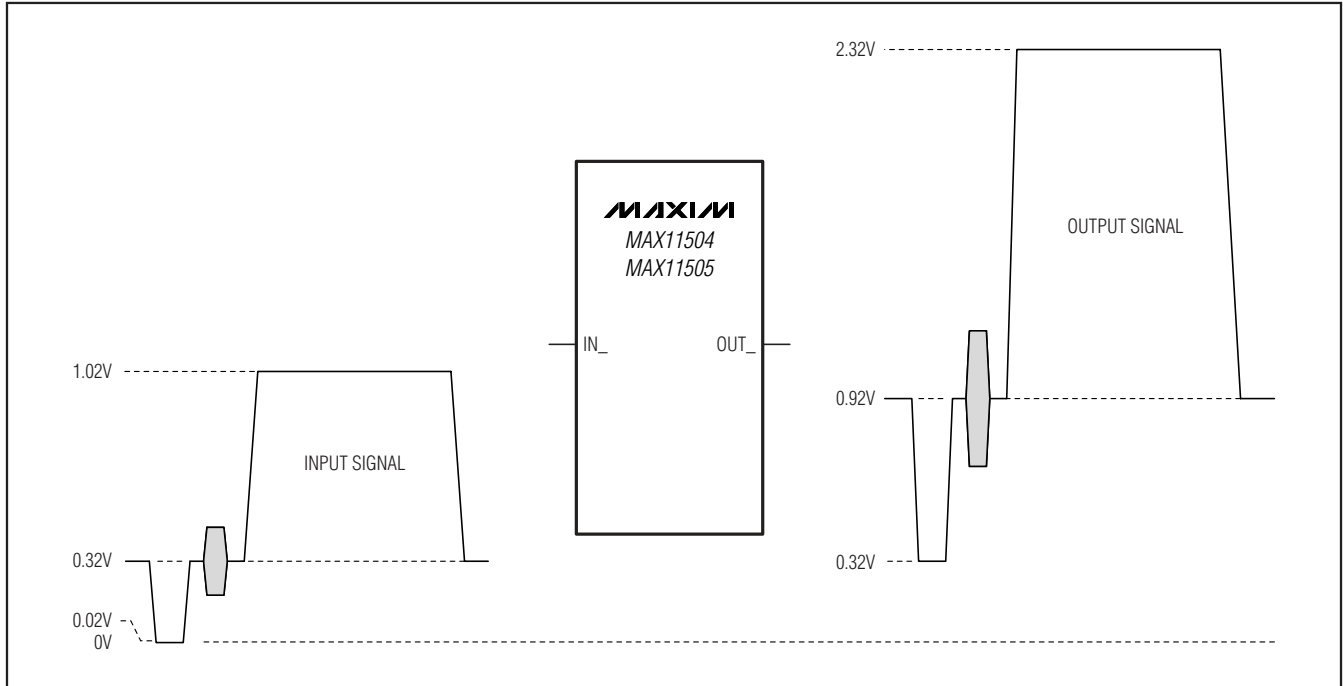 2.32V
MAXIM
MAX11504
MAX11505
OUTPUT SIGNAL
IN_
OUT_
1.02V
0.92V
INPUT SIGNAL
0.32V
0.32V
0.02V
0V